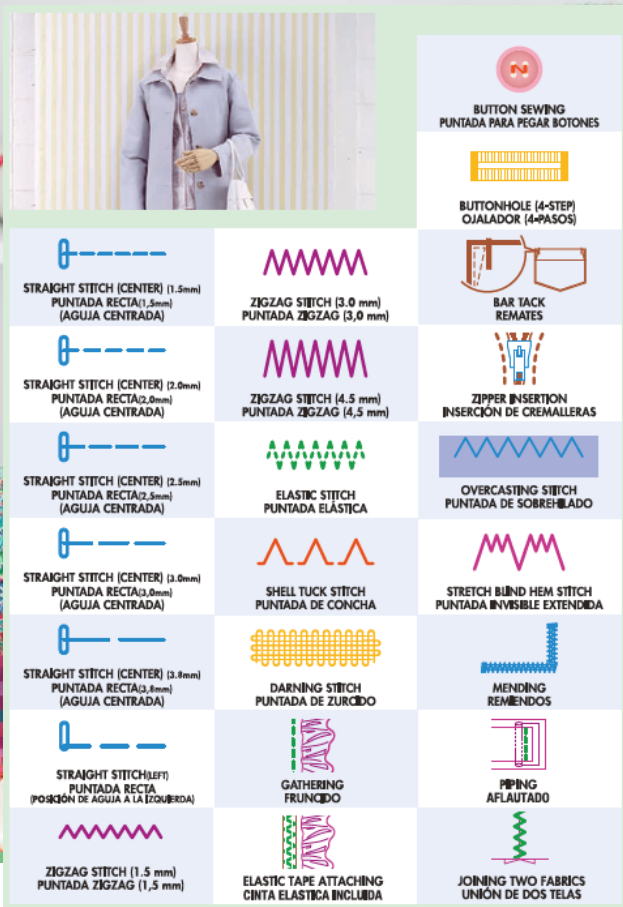 BUTTON SEWING
PUNTADA PARA PEGAR BOTONES
BUTTONHOLE (4-STEP)
OJALADOR (4-PASOS)
STRAIGHT STITCH (CENTER) (1.5mm)
PUNTADA RECTA(1,5mm)
(AGUJA CENTRADA)
ZIGZAG STITCH (3.0 mm)
PUNTADA ZIGZAG (3,0 mm)
BAR TACK
REMATES
STRAIGHT STITCH (CENTER) (2.0mm)
PUNTADA RECTA(2,0mm)
(AGUJA CENTRADA)
ZIGZAG STITCH (4.5 mm)
PUNTADA ZIGZAG (4,5 mm)
ZIPPER INSERTION
INSERCIÓN DE CREMALLERAS
STRAIGHT STITCH (CENTER) (2.5mm)
PUNTADA RECTA(2,5mm)
(AGUJA CENTRADA)
ELASTIC STITCH
PUNTADA ELÁSTICA
OVERCASTING STITCH
PUNTADA DE SOBREHILADO
STRAIGHT STITCH (CENTER) (3.0mm)
PUNTADA RECTA(3,0mm)
(AGUJA CENTRADA)
SHELL TUCK STITCH
PUNTADA DE CONCHA
STRETCH BLIND HEM STITCH
PUNTADA INVISIBLE EXTENDIDA
STRAIGHT STITCH (CENTER) (3.8mm)
PUNTADA RECTA(3,8mm)
(AGUJA CENTRADA)
DARNING STITCH
PUNTADA DE ZURCIDO
MENDING
REMIENDOS
STRAIGHT STITCH(LEFT)
PUNTADA RECTA
(POSICIÓN DE AGUJA A LA IZQUIERDA)
GATHERING
FRUNCIDO
PIPING
AFLAUTADO
ZIGZAG STITCH (1.5 mm)
PUNTADA ZIGZAG (1,5 mm)
ELASTIC TAPE ATTACHING
CINTA ELASTICA INCLUIDA
JOINING TWO FABRICS
UNIÓN DE DOS TELAS